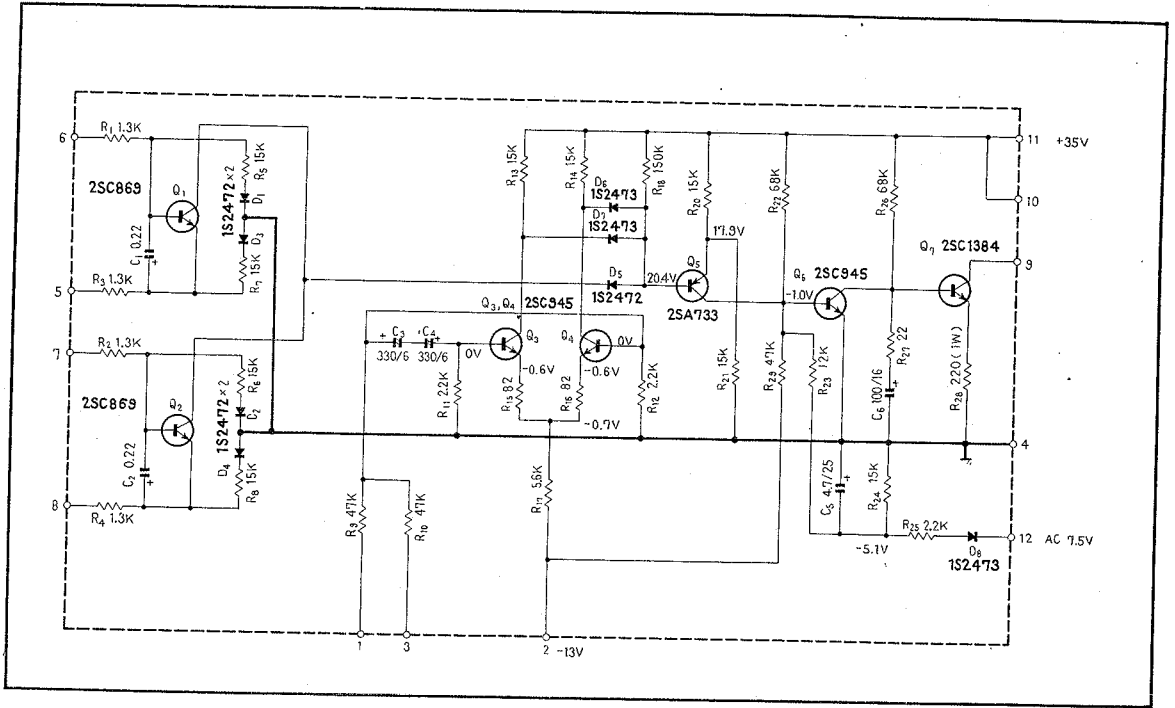 6
R1 1.3K
R5 15K
2SC869
Q1
1S2472×2
D1
D3
C1 0.22
+
R7 15K
5
R3 1.3K
7
R2 1.3K
R6 15K
2SC869
Q2
1S2472×2
D2
D4
C2 0.22
+
R8 15K
8
R4 1.3K
R13 15K
R14 15K
R18 150K
D6
1S2473
D7
1S2473
D5
1S2472
R20 15K
17.9V
R22 68K
R26 68K
11 +35V
10
Q7 2SC1384
9
20.4V
Q5
2SA733
Q6
2SC945
-1.0V
Q3, Q4 2SC945
+ C3
330/6
C4 +
330/6
0V
Q3
Q4
0V
-0.6V
-0.6V
R11 2.2K
R15 82
R16 82
R12 2.2K
-0.7V
R21 15K
R29 47K
R23 12K
R27 22
C6 100/16
+
R28 220 (1W)
4
R9 47K
R10 47K
R17 5.6K
C5 4.7/25
+
R24 15K
R25 2.2K
-5.1V
D8
1S2473
12 AC 7.5V
1
3
2 -13V